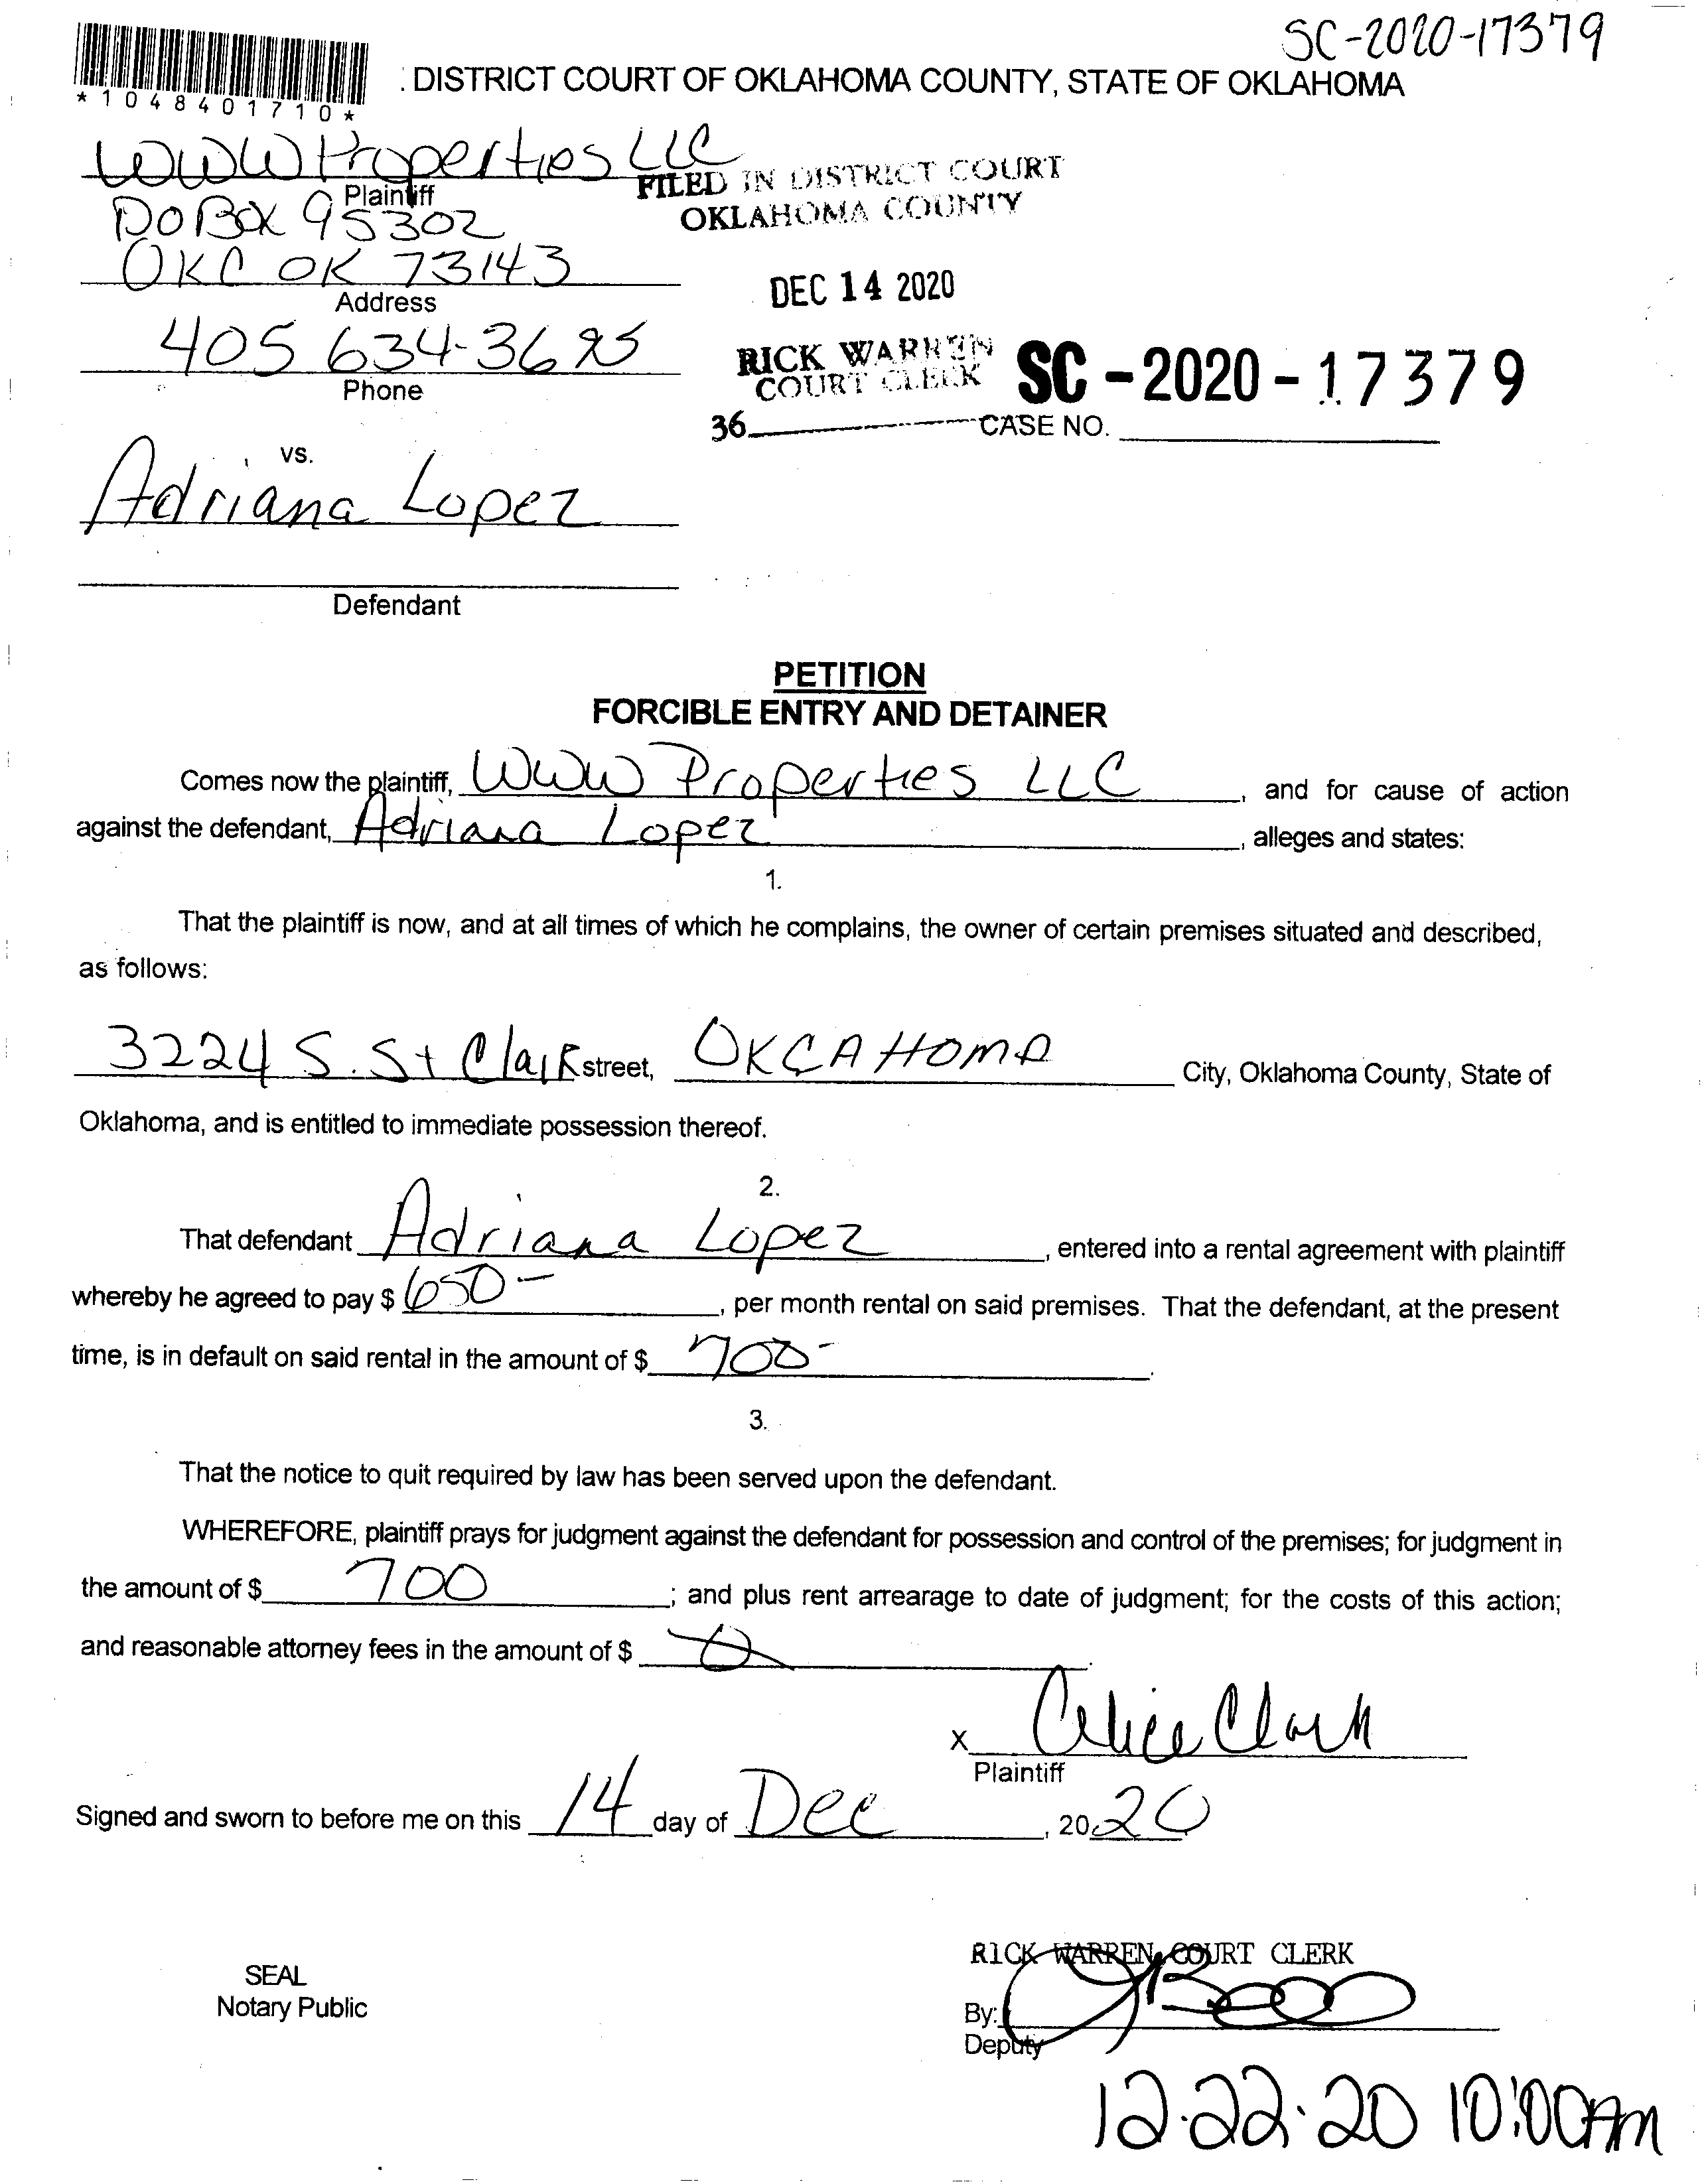 SC-2020-17379
: DISTRICT COURT OF OKLAHOMA COUNTY, STATE OF OKLAHOMA
*1048401710*
WWW Properties LLC
Plaintiff
FILED IN DISTRICT COURT
OKLAHOMA COUNTY
PO Box 95302
OKC OK 73143
Address
DEC 14 2020
405 634-3695
Phone
RICK WARREN
COURT CLERK
SC-2020-17379
36
CASE NO.
vs.
Adriana Lopez
Defendant
PETITION
FORCIBLE ENTRY AND DETAINER
Comes now the plaintiff, WWW Properties LLC, and for cause of action
against the defendant, Adriana Lopez, alleges and states:
1.
That the plaintiff is now, and at all times of which he complains, the owner of certain premises situated and described,
as follows:
3224 S. St Clair street, OKCAHOMA City, Oklahoma County, State of
Oklahoma, and is entitled to immediate possession thereof.
2.
That defendant Adriana Lopez, entered into a rental agreement with plaintiff
whereby he agreed to pay $ 650-, per month rental on said premises. That the defendant, at the present
time, is in default on said rental in the amount of $ 700-.
3.
That the notice to quit required by law has been served upon the defendant.
WHEREFORE, plaintiff prays for judgment against the defendant for possession and control of the premises; for judgment in
the amount of $ 700; and plus rent arrearage to date of judgment; for the costs of this action;
and reasonable attorney fees in the amount of $ 0.
x Alice Clark
Plaintiff
Signed and sworn to before me on this 14 day of Dec, 2020
RICK WARREN, COURT CLERK
SEAL
Notary Public
By:
Deputy
12.22.20 10:00AM